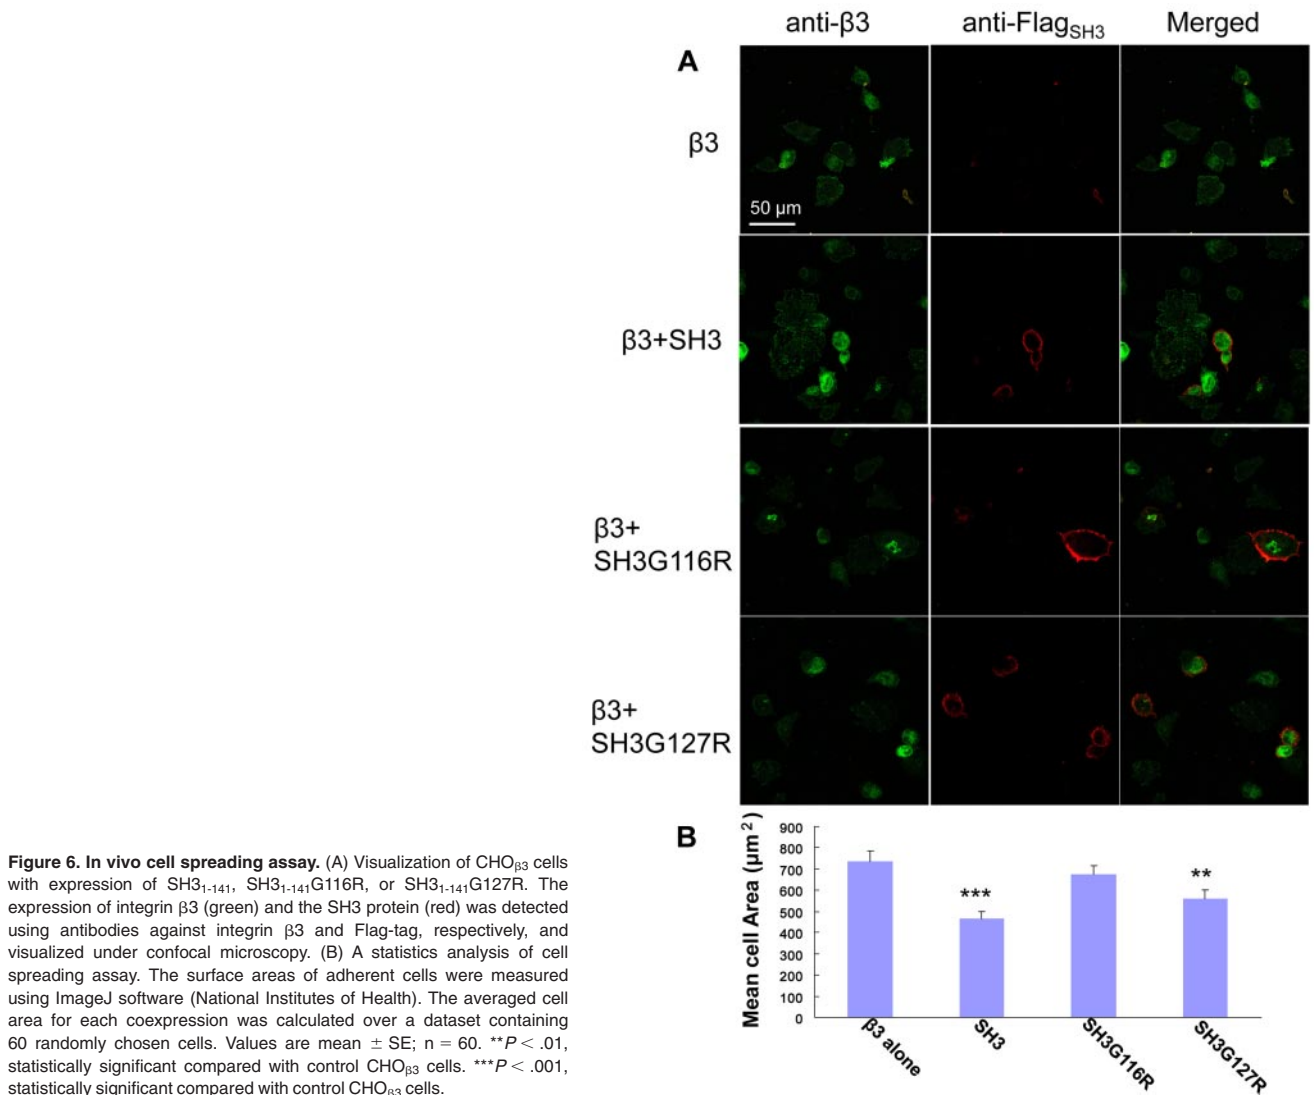 anti-β3 anti-Flag_SH3 Merged
A
β3
50 μm
β3+SH3
β3+
SH3G116R
β3+
SH3G127R
B
Mean cell Area (μm²)
900
800
700
600
500
400
300
200
100
0
***
**
β3 alone
SH3
SH3G116R
SH3G127R
Figure 6. In vivo cell spreading assay. (A) Visualization of CHOβ3 cells
with expression of SH3₁₋₁₄₁, SH3₁₋₁₄₁G116R, or SH3₁₋₁₄₁G127R. The
expression of integrin β3 (green) and the SH3 protein (red) was detected
using antibodies against integrin β3 and Flag-tag, respectively, and
visualized under confocal microscopy. (B) A statistics analysis of cell
spreading assay. The surface areas of adherent cells were measured
using ImageJ software (National Institutes of Health). The averaged cell
area for each coexpression was calculated over a dataset containing
60 randomly chosen cells. Values are mean ± SE; n = 60. **P < .01,
statistically significant compared with control CHOβ3 cells. ***P < .001,
statistically significant compared with control CHOβ3 cells.